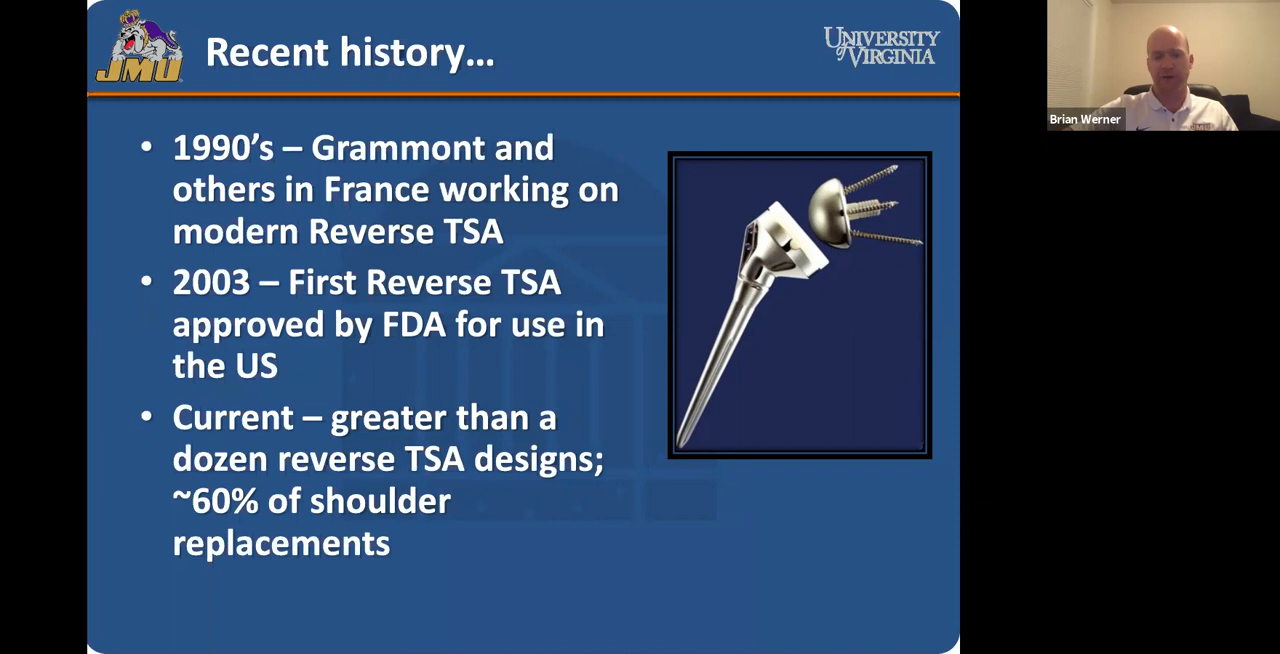 JMU
Recent history...
UNIVERSITY
of VIRGINIA
Brian Werner
• 1990's – Grammont and
others in France working on
modern Reverse TSA
• 2003 – First Reverse TSA
approved by FDA for use in
the US
• Current – greater than a
dozen reverse TSA designs;
~60% of shoulder
replacements